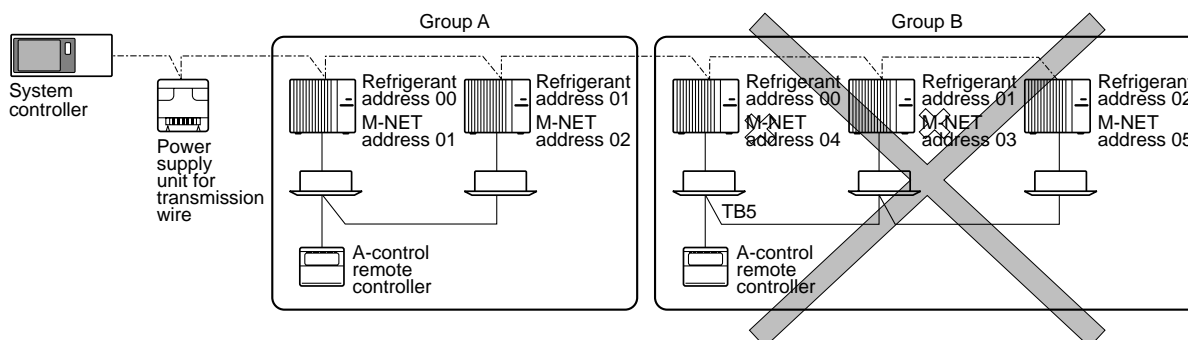 Group A
Group B
System
controller
Power
supply
unit for
transmission
wire
Refrigerant
address 00
M-NET
address 01
Refrigerant
address 01
M-NET
address 02
A-control
remote
controller
Refrigerant
address 00
M-NET
address 04
Refrigerant
address 01
M-NET
address 03
Refrigerant
address 02
M-NET
address 05
TB5
A-control
remote
controller